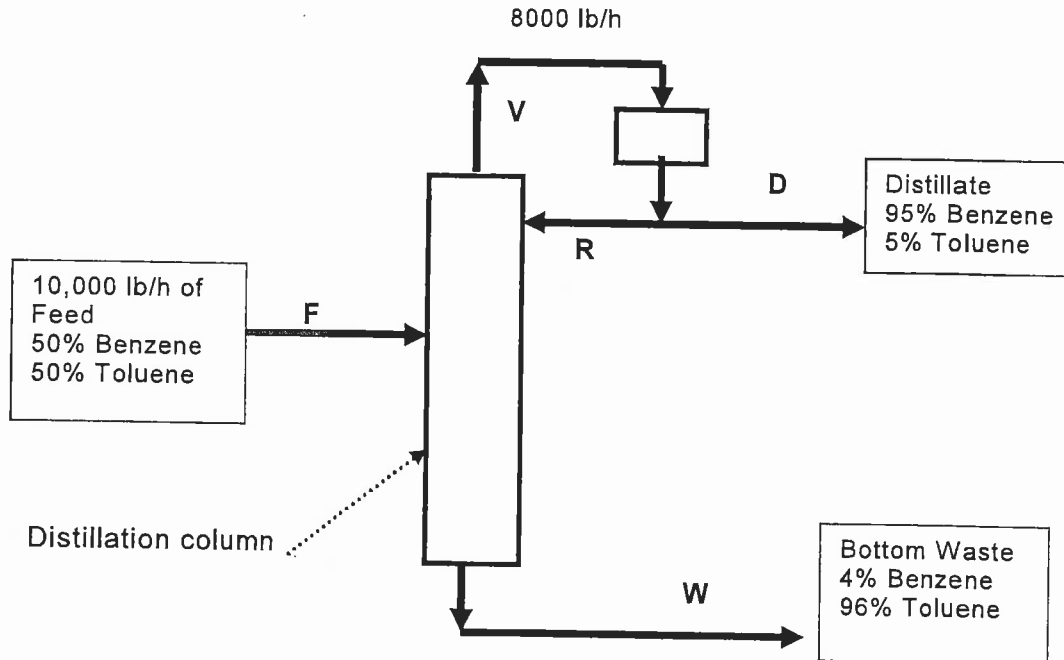 8000 lb/h
V
D
Distillate
95% Benzene
5% Toluene
R
10,000 lb/h of
Feed
50% Benzene
50% Toluene
F
Distillation column
Bottom Waste
4% Benzene
96% Toluene
W